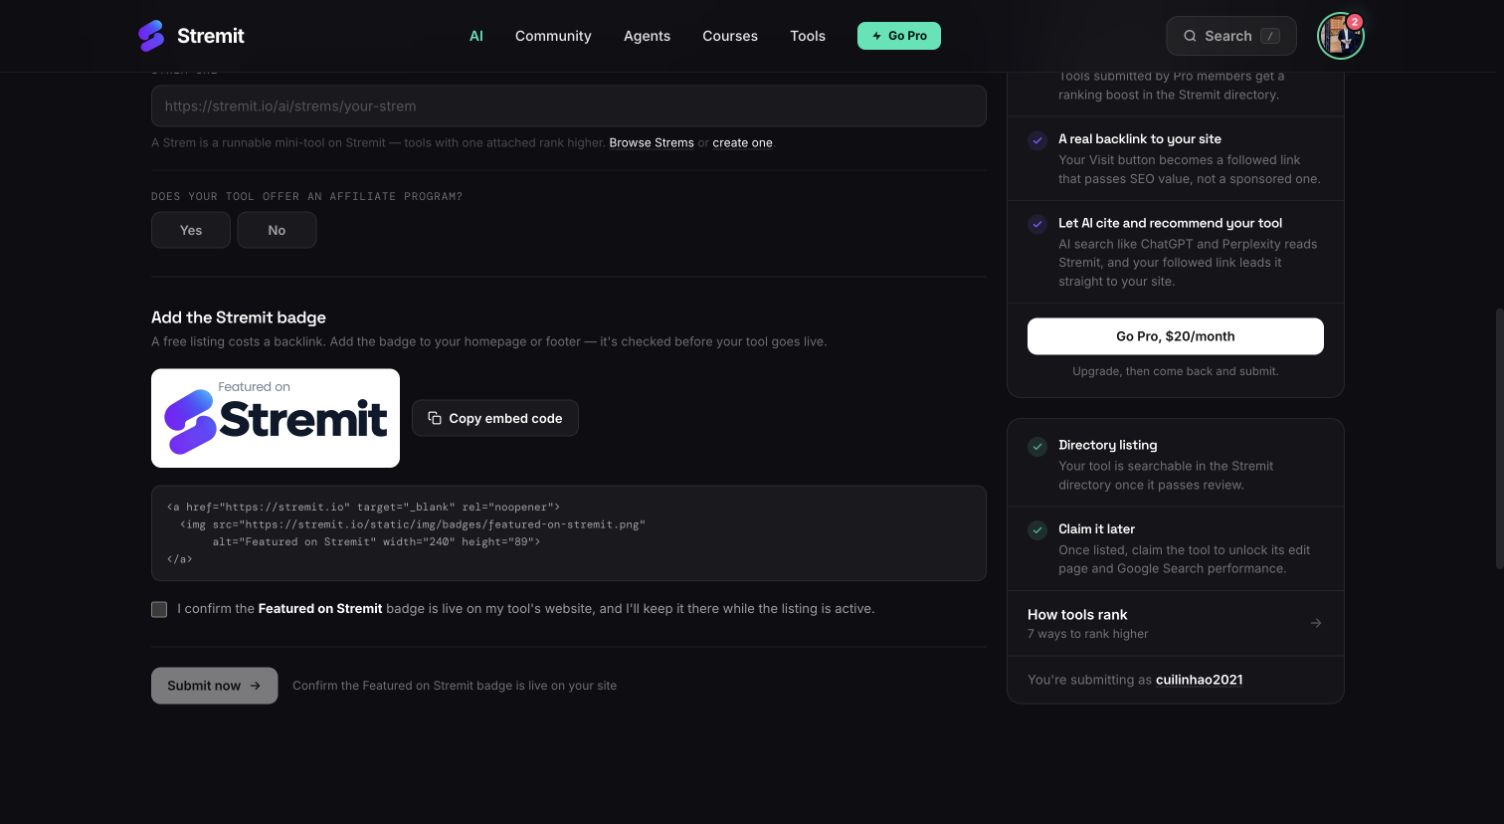 Stremit
AI
Community
Agents
Courses
Tools
Go Pro
Search /
2
https://stremit.io/ai/strems/your-strem
A Strem is a runnable mini-tool on Stremit — tools with one attached rank higher. Browse Strems or create one.
DOES YOUR TOOL OFFER AN AFFILIATE PROGRAM?
Yes
No
Add the Stremit badge
A free listing costs a backlink. Add the badge to your homepage or footer — it's checked before your tool goes live.
Featured on
Stremit
Copy embed code
<a href="https://stremit.io" target="_blank" rel="noopener">
<img src="https://stremit.io/static/img/badges/featured-on-stremit.png"
alt="Featured on Stremit" width="240" height="89">
</a>
I confirm the Featured on Stremit badge is live on my tool's website, and I'll keep it there while the listing is active.
Submit now →
Confirm the Featured on Stremit badge is live on your site
Tools submitted by Pro members get a
ranking boost in the Stremit directory.
A real backlink to your site
Your Visit button becomes a followed link
that passes SEO value, not a sponsored one.
Let AI cite and recommend your tool
AI search like ChatGPT and Perplexity reads
Stremit, and your followed link leads it
straight to your site.
Go Pro, $20/month
Upgrade, then come back and submit.
Directory listing
Your tool is searchable in the Stremit
directory once it passes review.
Claim it later
Once listed, claim the tool to unlock its edit
page and Google Search performance.
How tools rank
7 ways to rank higher
→
You're submitting as cuilinhao2021